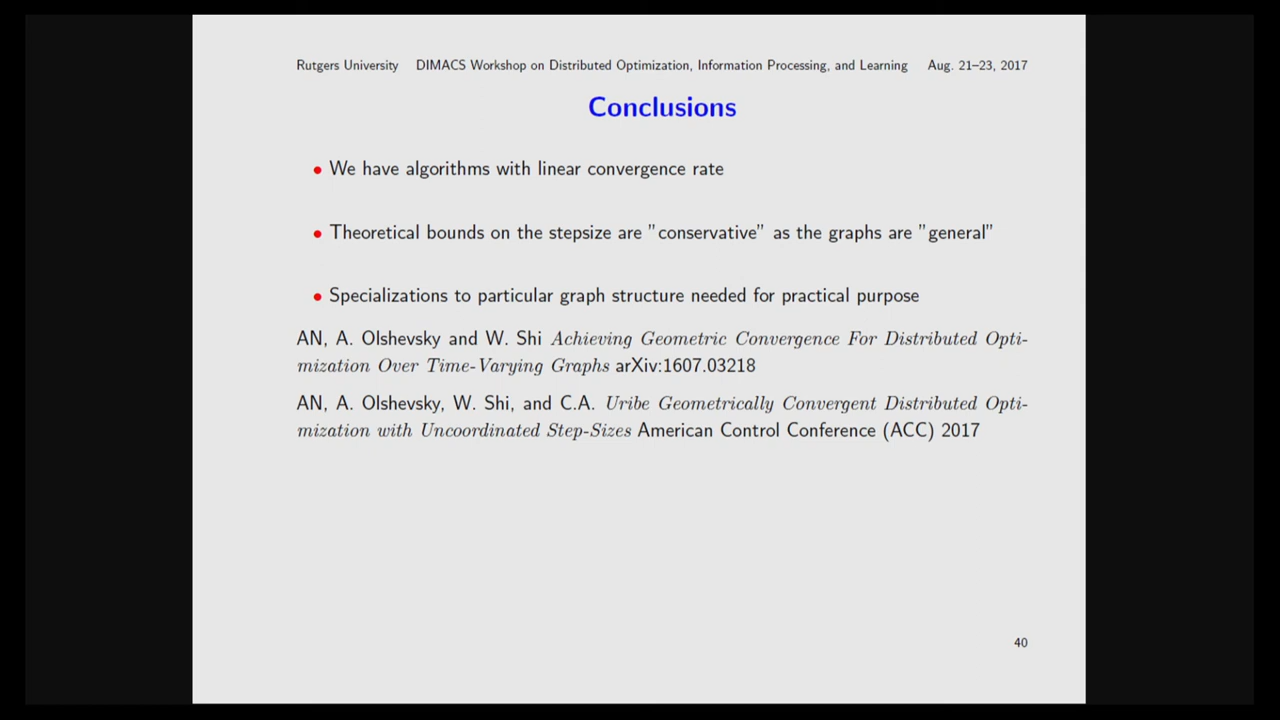 Rutgers University DIMACS Workshop on Distributed Optimization, Information Processing, and Learning Aug. 21–23, 2017
Conclusions
• We have algorithms with linear convergence rate
• Theoretical bounds on the stepsize are ”conservative” as the graphs are ”general”
• Specializations to particular graph structure needed for practical purpose
AN, A. Olshevsky and W. Shi Achieving Geometric Convergence For Distributed Opti-
mization Over Time-Varying Graphs arXiv:1607.03218
AN, A. Olshevsky, W. Shi, and C.A. Uribe Geometrically Convergent Distributed Opti-
mization with Uncoordinated Step-Sizes American Control Conference (ACC) 2017
40